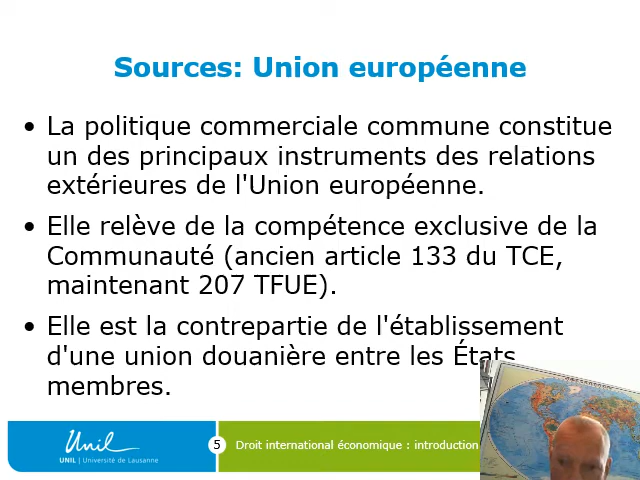 Sources: Union européenne
• La politique commerciale commune constitue
un des principaux instruments des relations
extérieures de l'Union européenne.
• Elle relève de la compétence exclusive de la
Communauté (ancien article 133 du TCE,
maintenant 207 TFUE).
• Elle est la contrepartie de l'établissement
d'une union douanière entre les États
membres.
Unil
UNIL | Université de Lausanne
5
Droit international économique : introduction